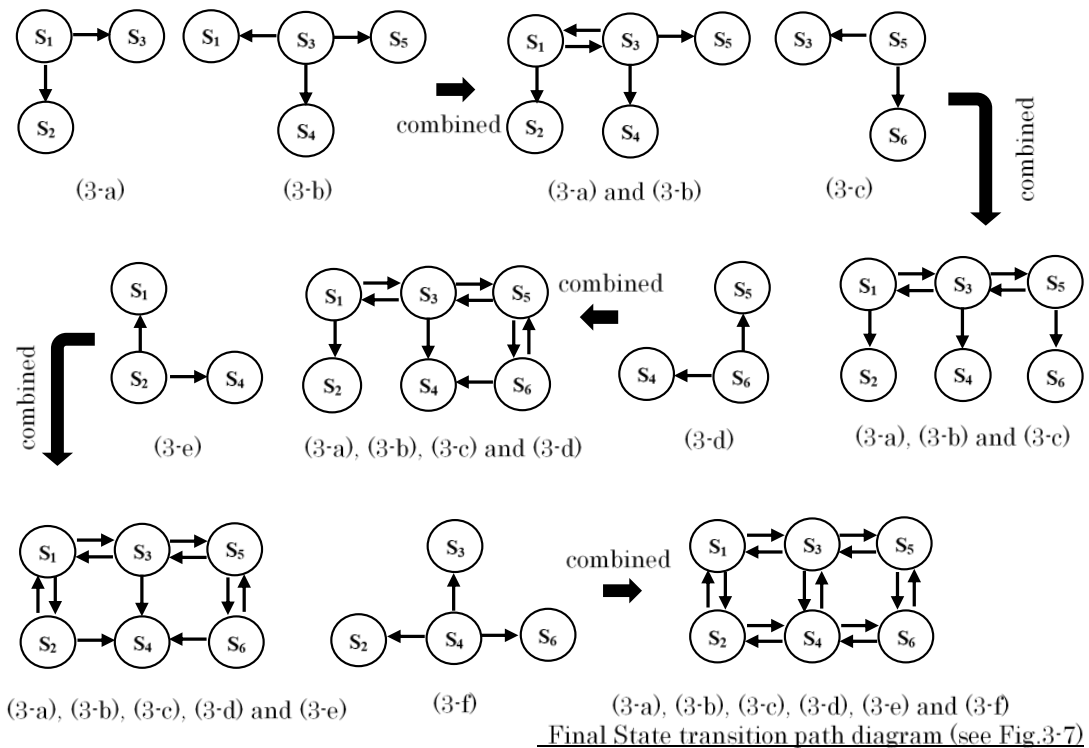 S₁ S₃ S₁ S₃ S₅ S₁ S₃ S₅ S₃ S₅
S₂ S₄ combined S₂ S₄ S₆ combined
(3-a) (3-b) (3-a) and (3-b) (3-c)
S₁ S₁ S₃ S₅ combined S₅ S₁ S₃ S₅
combined S₂ S₄ S₂ S₄ S₆ S₄ S₆ S₂ S₄ S₆
(3-e) (3-a), (3-b), (3-c) and (3-d) (3-d) (3-a), (3-b) and (3-c)
S₁ S₃ S₅ S₃ combined S₁ S₃ S₅
S₂ S₄ S₆ S₂ S₄ S₆ S₂ S₄ S₆
(3-a), (3-b), (3-c), (3-d) and (3-e) (3-f) (3-a), (3-b), (3-c), (3-d), (3-e) and (3-f)
Final State transition path diagram (see Fig.3-7)